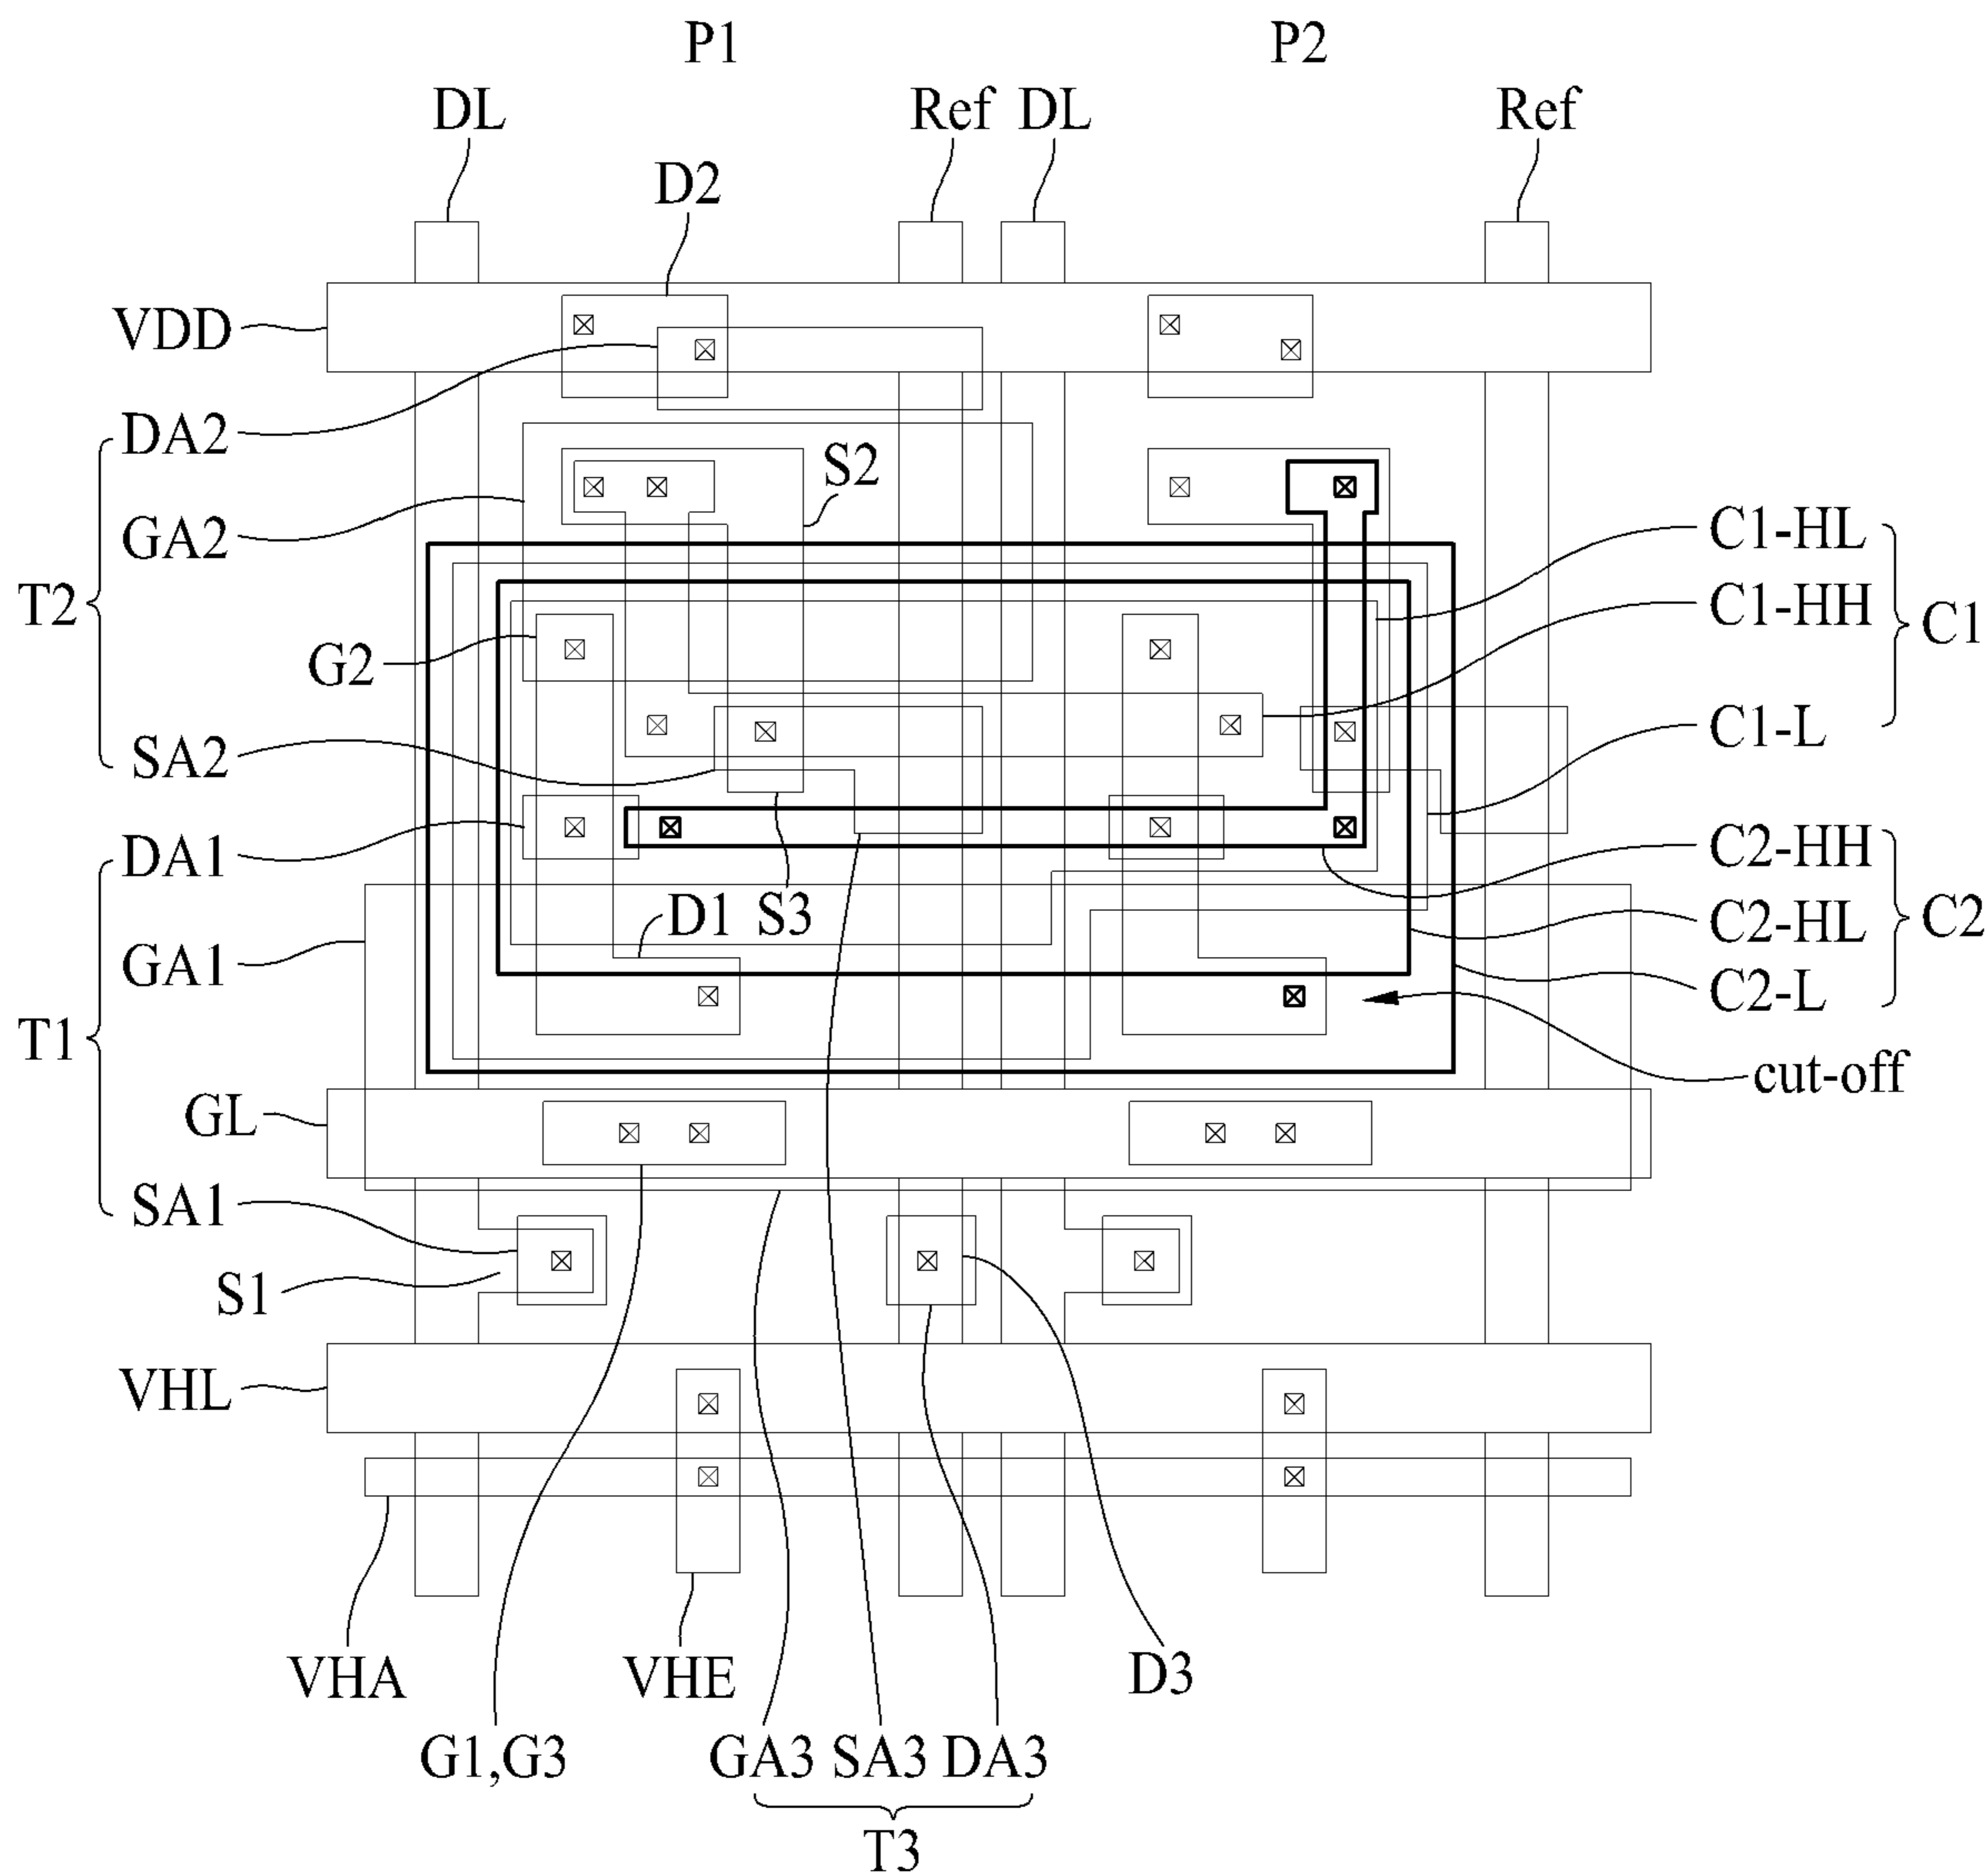 P1 P2
DL Ref DL Ref
D2
VDD
DA2
S2
GA2
C1-HL
T2
C1-HH
C1
G2
C1-L
SA2
DA1
C2-HH
D1 S3
C2-HL
C2
GA1
C2-L
T1
cut-off
GL
SA1
S1
VHL
VHA VHE D3
G1,G3 GA3 SA3 DA3
T3